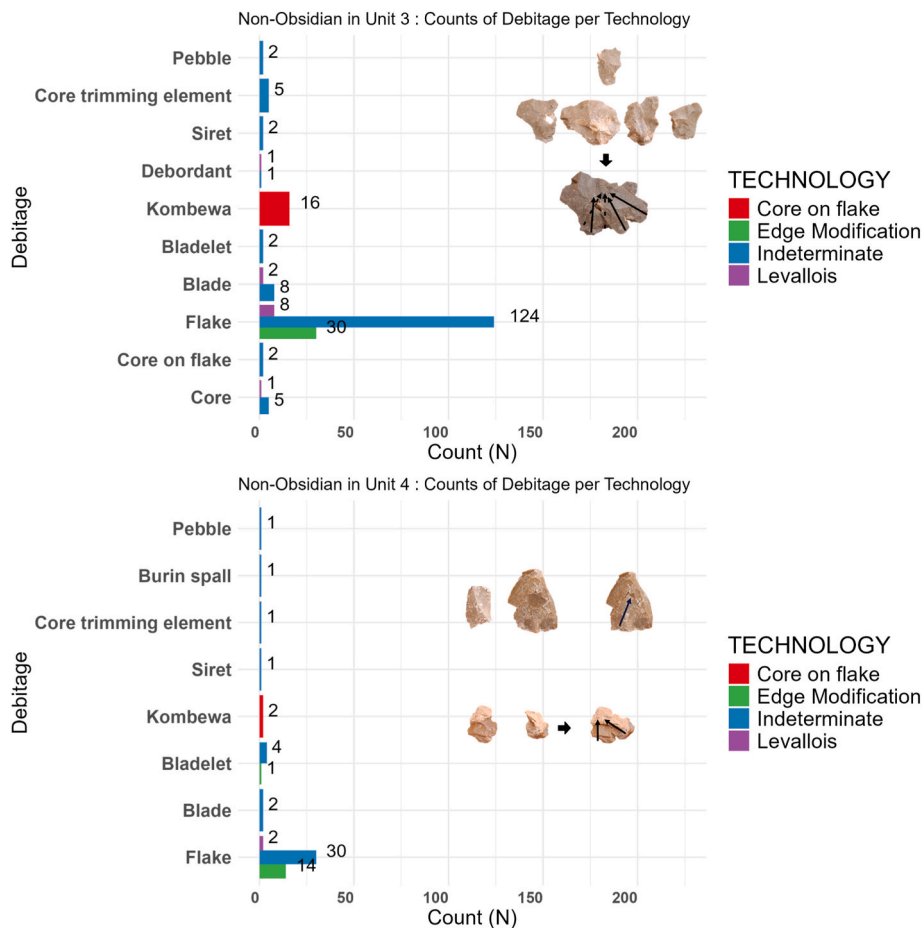 Non-Obsidian in Unit 3 : Counts of Debitage per Technology
Pebble 2
Core trimming element 5
Siret 2
Debordant 1
1
Kombewa 16
Bladelet 2
Blade 2
8
Flake 8
124
30
Core on flake 2
Core 1
5
0 50 100 150 200
Count (N)
Debitage
TECHNOLOGY
Core on flake
Edge Modification
Indeterminate
Levallois
Non-Obsidian in Unit 4 : Counts of Debitage per Technology
Pebble 1
Burin spall 1
Core trimming element 1
Siret 1
Kombewa 2
Bladelet 4
1
Blade 2
Flake 2
30
14
0 50 100 150 200
Count (N)
Debitage
TECHNOLOGY
Core on flake
Edge Modification
Indeterminate
Levallois